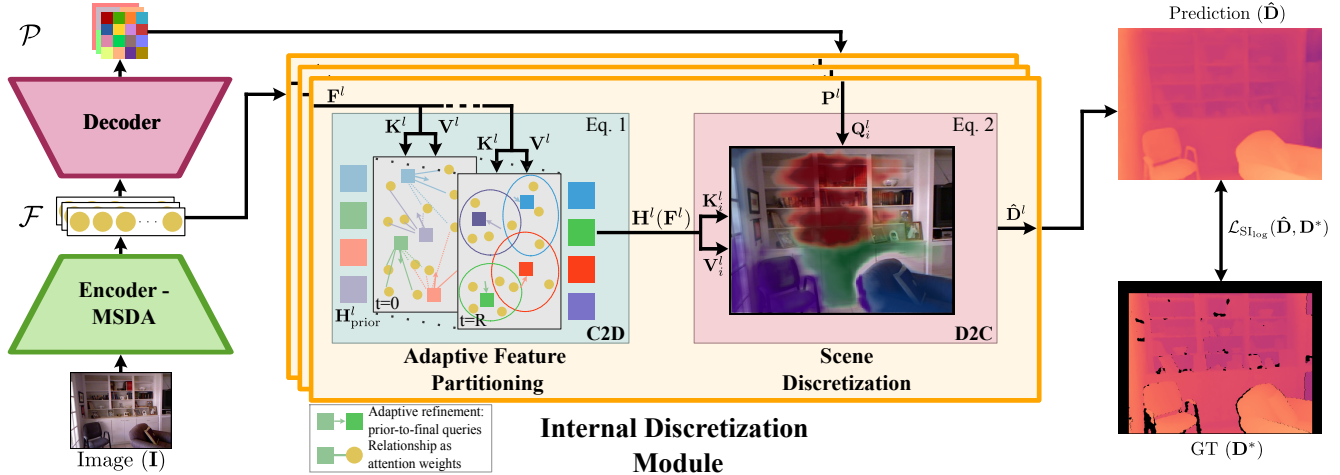 𝒫
Decoder
ℱ
Encoder -
MSDA
Image (I)
F^l
K^l
V^l
K^l
V^l
Eq. 1
H^l_prior
t=0
t=R
C2D
Adaptive Feature
Partitioning
H^l(F^l)
P^l
Q^l_i
Eq. 2
K^l_i
V^l_i
D2C
Scene
Discretization
D̂^l
Adaptive refinement:
prior-to-final queries
Relationship as
attention weights
Internal Discretization
Module
Prediction (D̂)
ℒ_SI_log(D̂, D*)
GT (D*)